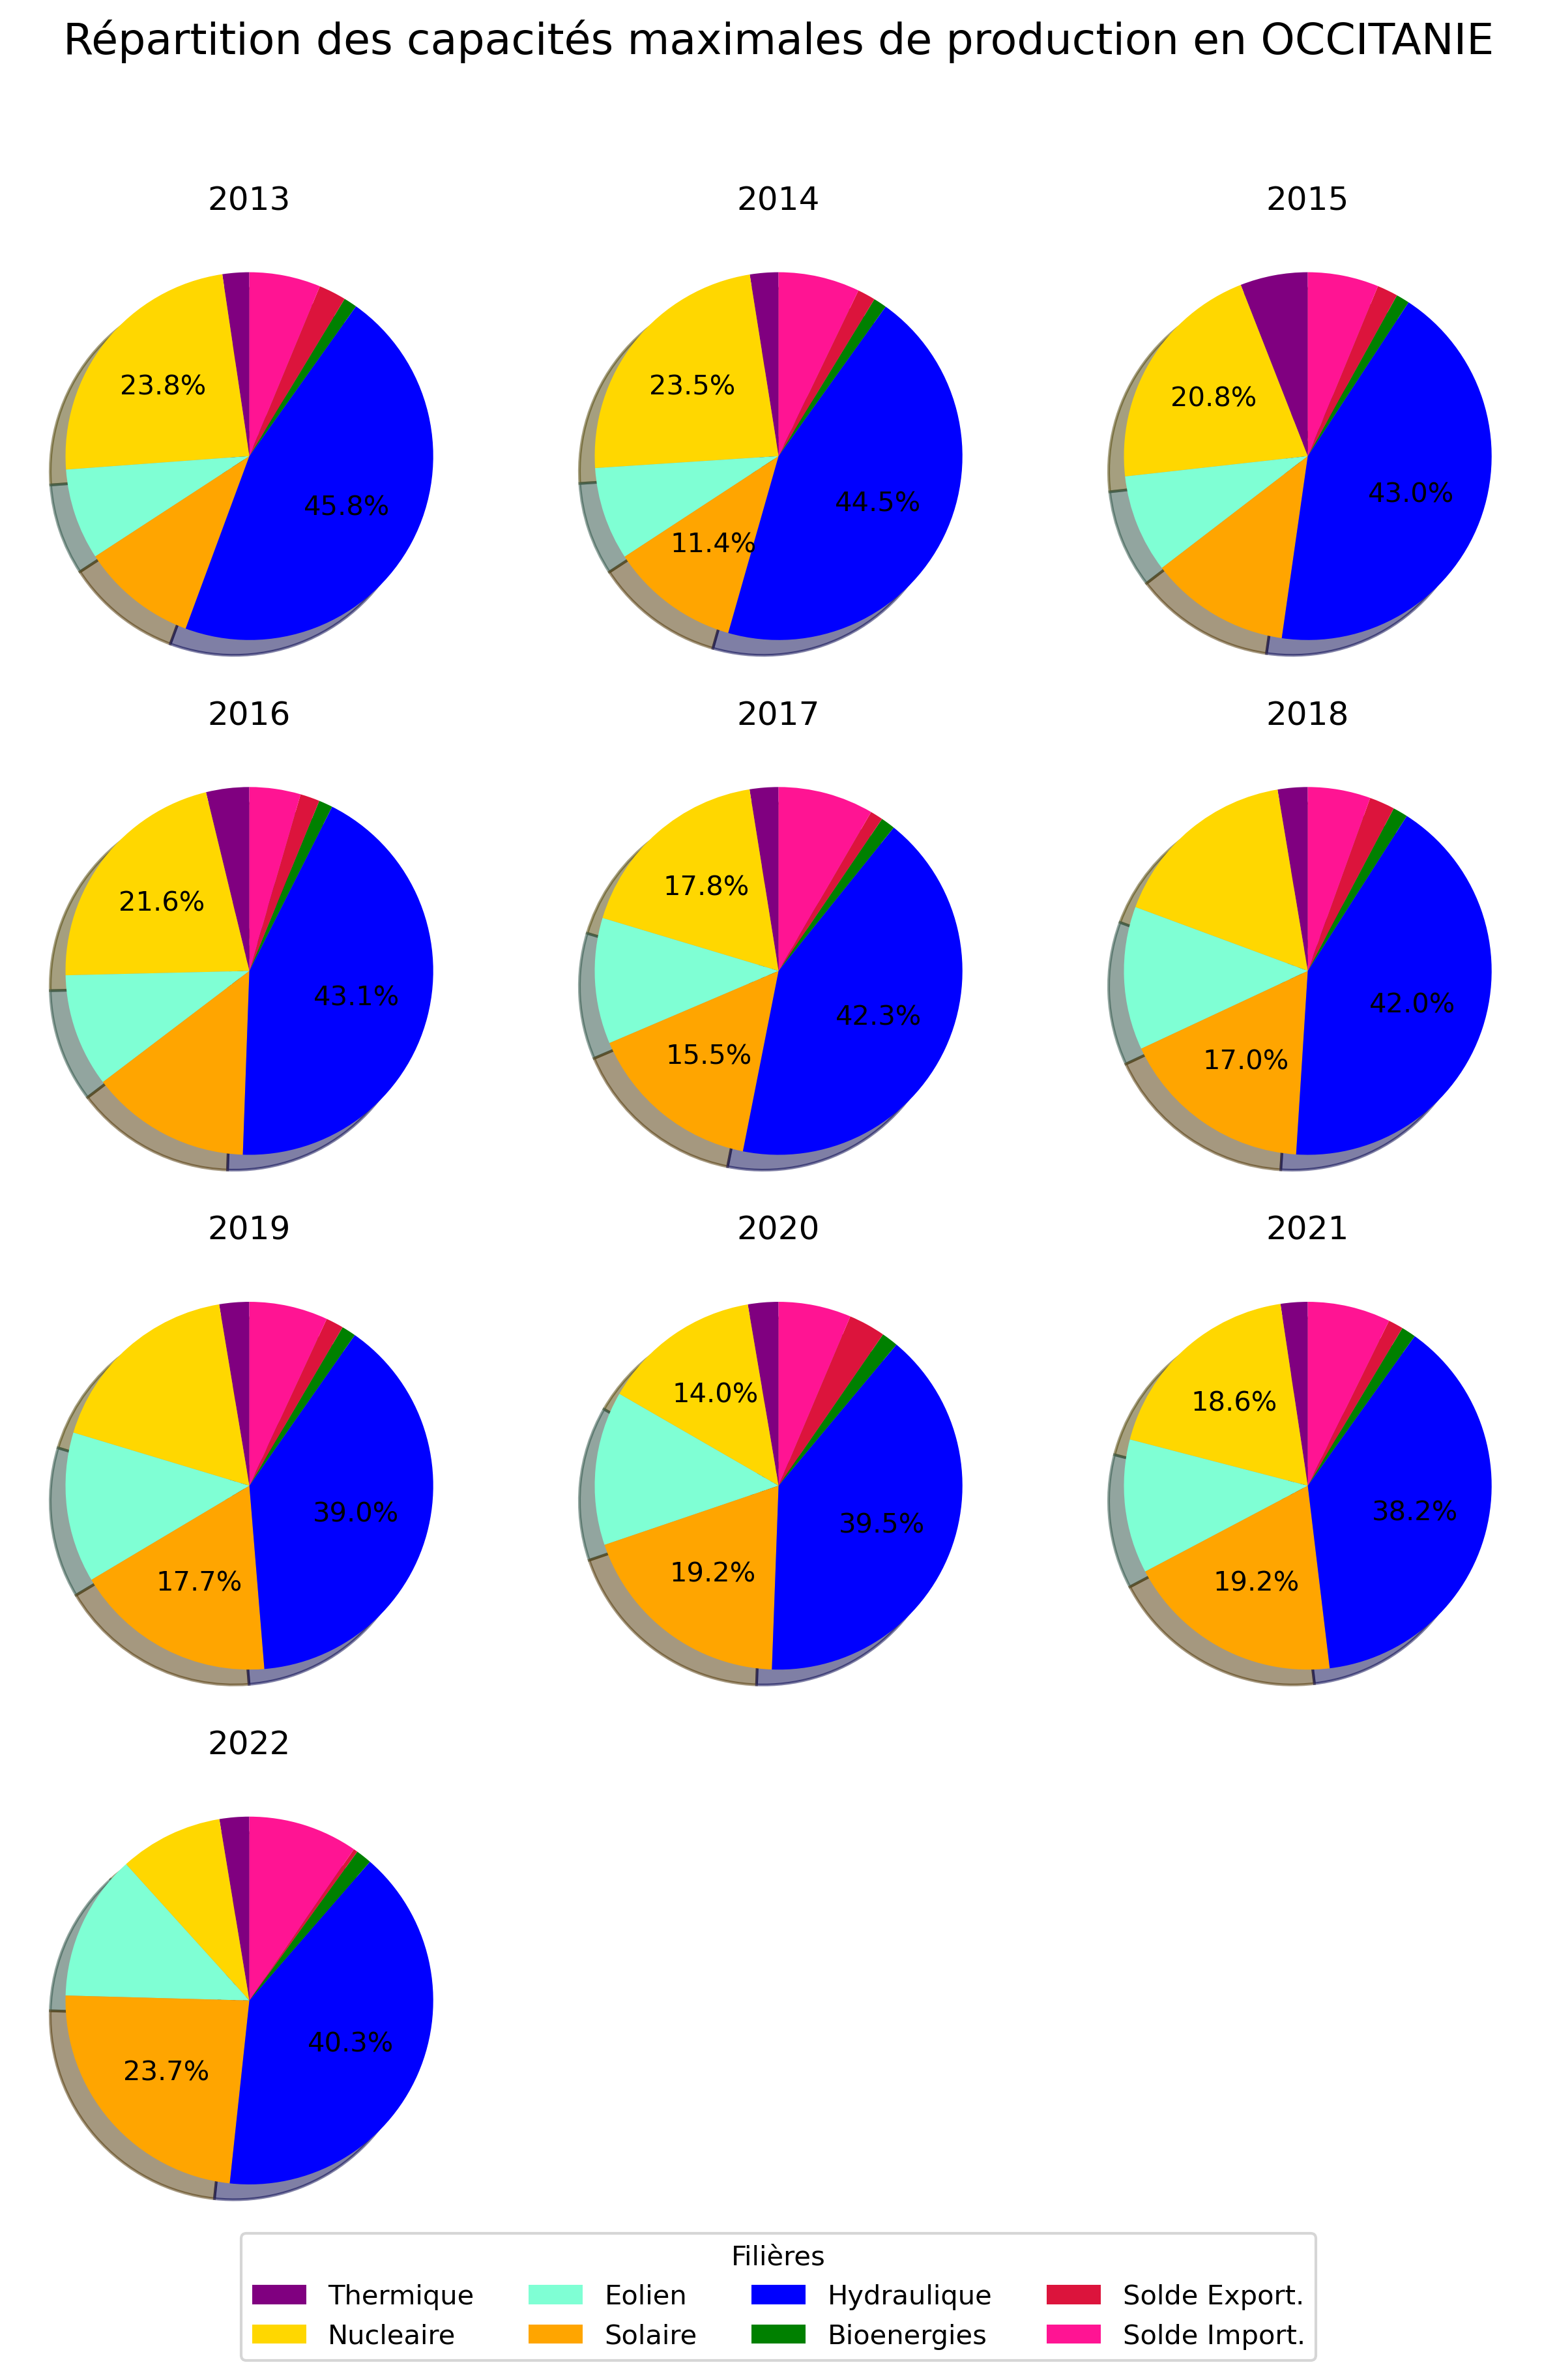 Répartition des capacités maximales de production en OCCITANIE
2013 2014 2015
23.8% 45.8% 23.5% 11.4% 44.5% 20.8% 43.0%
2016 2017 2018
21.6% 43.1% 17.8% 15.5% 42.3% 17.0% 42.0%
2019 2020 2021
17.7% 39.0% 14.0% 19.2% 39.5% 18.6% 19.2% 38.2%
2022
23.7% 40.3%
Filières
Thermique Eolien Hydraulique Solde Export.
Nucleaire Solaire Bioenergies Solde Import.